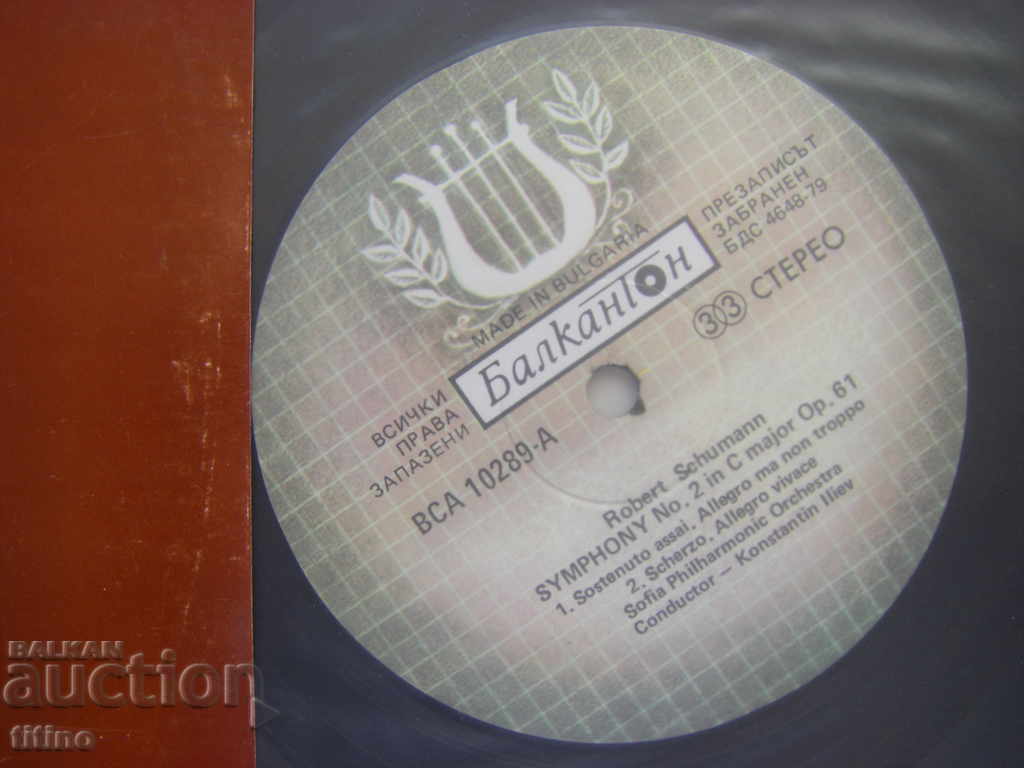 MADE IN BULGARIA
Балкантон
ВСИЧКИ
ПРАВА
ЗАПАЗЕНИ
ПРЕЗАПИСЪТ
ЗАБРАНЕН
БДС 4648-79
33 СТЕРЕО
ВСА 10289-А
Robert Schumann
SYMPHONY No. 2 in C major Op. 61
1. Sostenuto assai, Allegro ma non troppo
2. Scherzo, Allegro vivace
Sofia Philharmonic Orchestra
Conductor – Konstantin Iliev
BALKAN
auction
titino